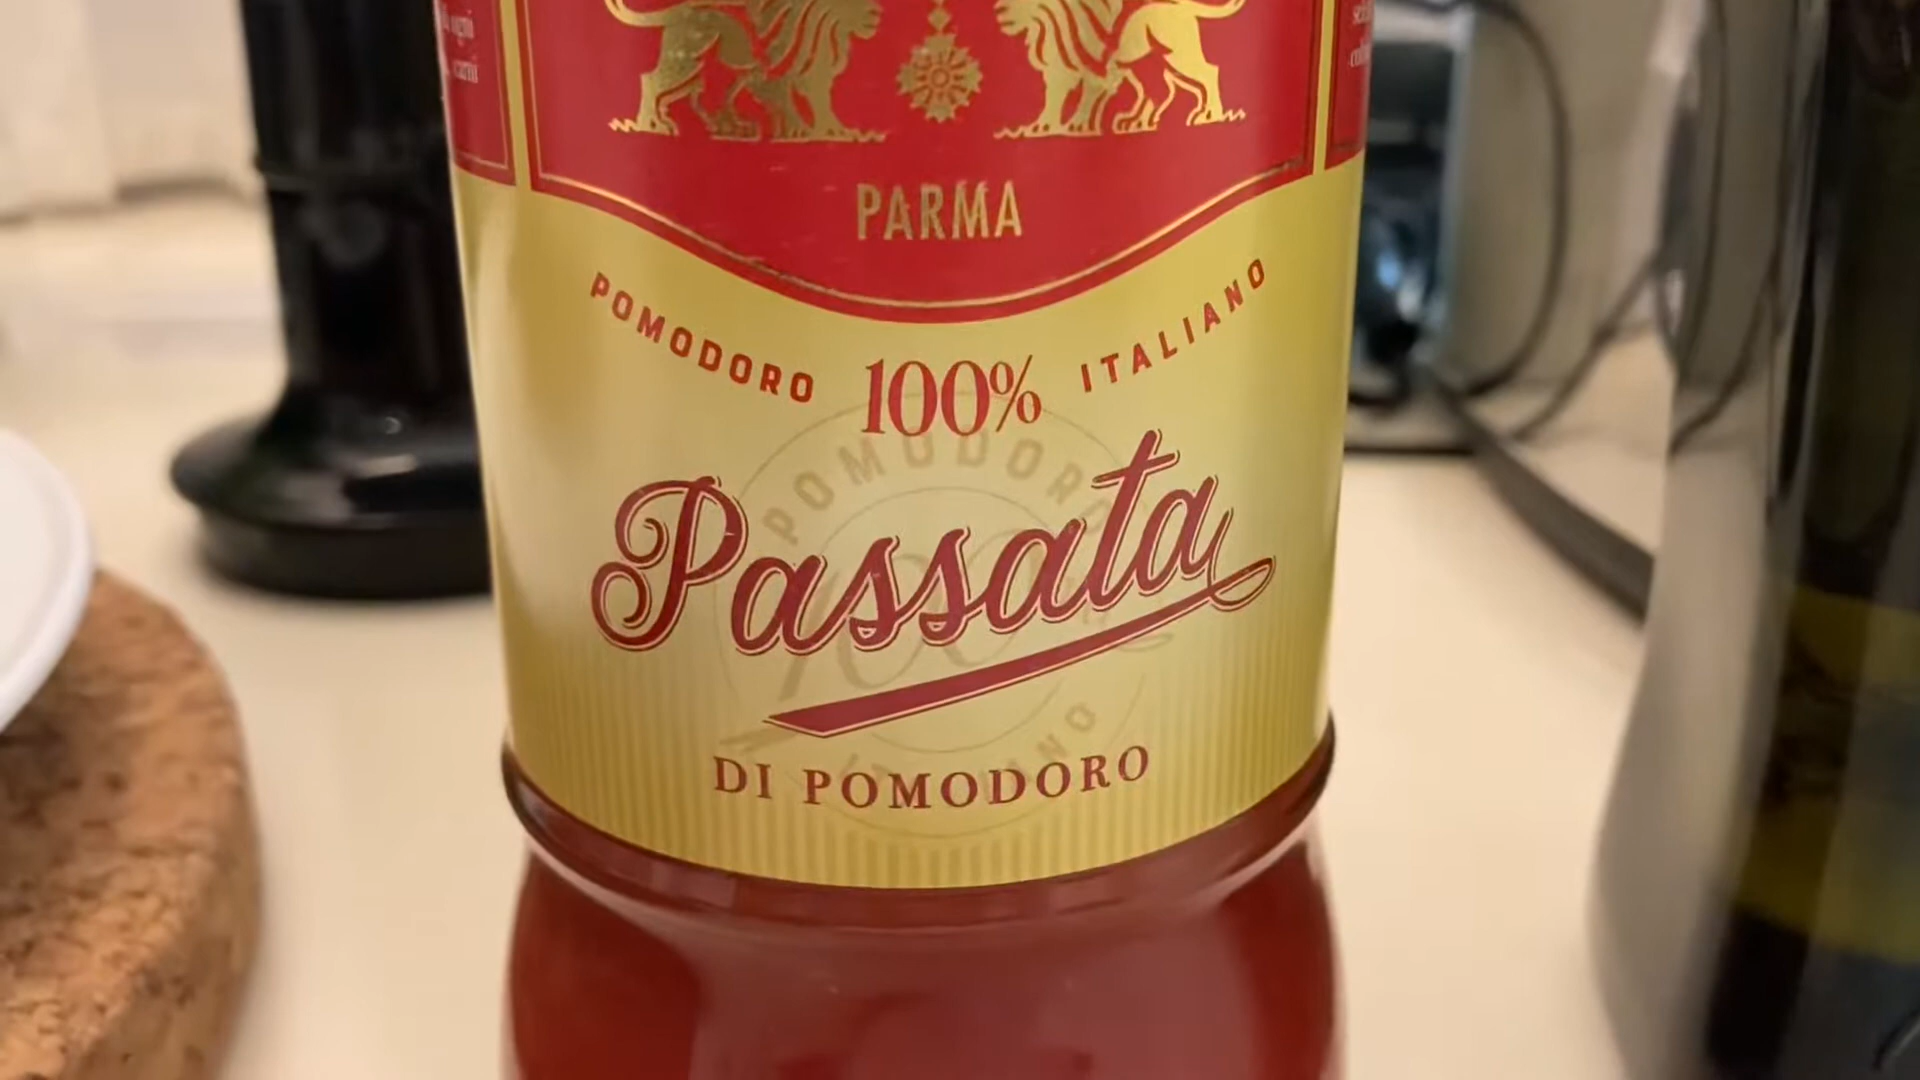 PARMA
POMODORO 100% ITALIANO
Passata
DI POMODORO